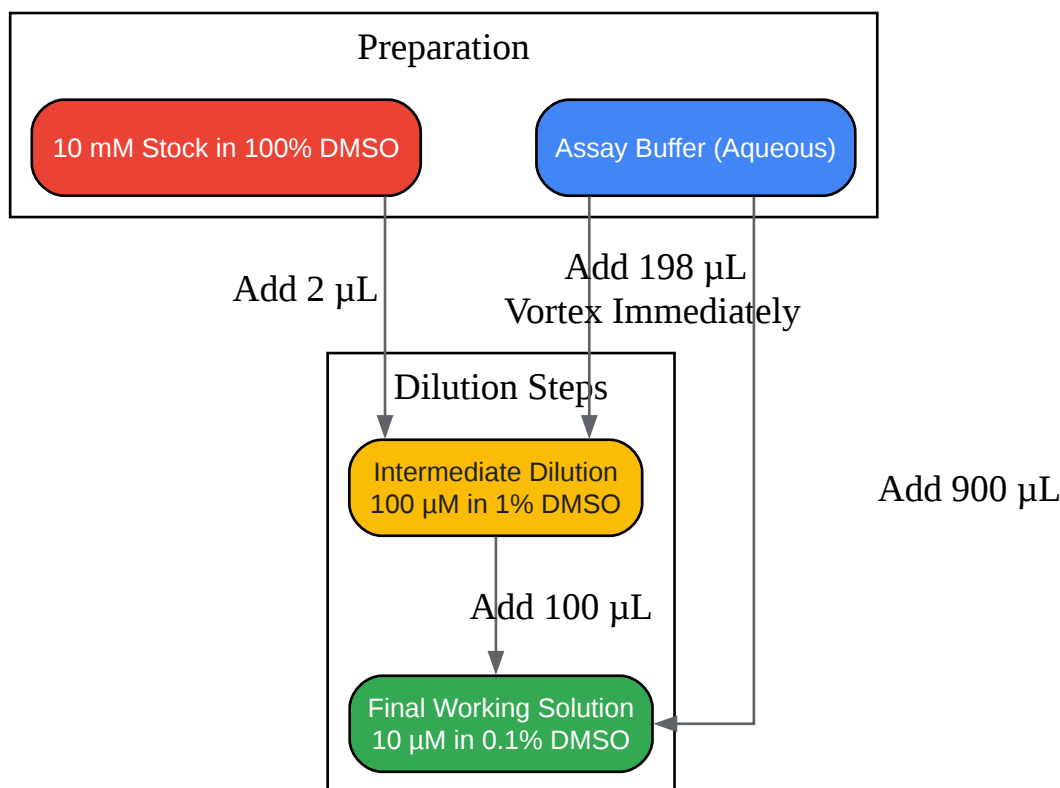 Preparation
10 mM Stock in 100% DMSO
Assay Buffer (Aqueous)
Add 2 µL
Add 198 µL
Vortex Immediately
Dilution Steps
Intermediate Dilution
100 µM in 1% DMSO
Add 900 µL
Add 100 µL
Final Working Solution
10 µM in 0.1% DMSO